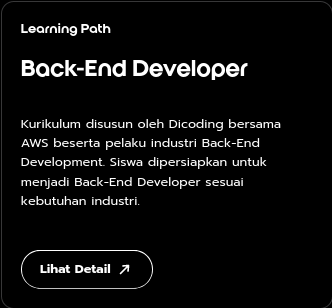 Learning Path
Back-End Developer
Kurikulum disusun oleh Dicoding bersama
AWS beserta pelaku industri Back-End
Development. Siswa dipersiapkan untuk
menjadi Back-End Developer sesuai
kebutuhan industri.
Lihat Detail